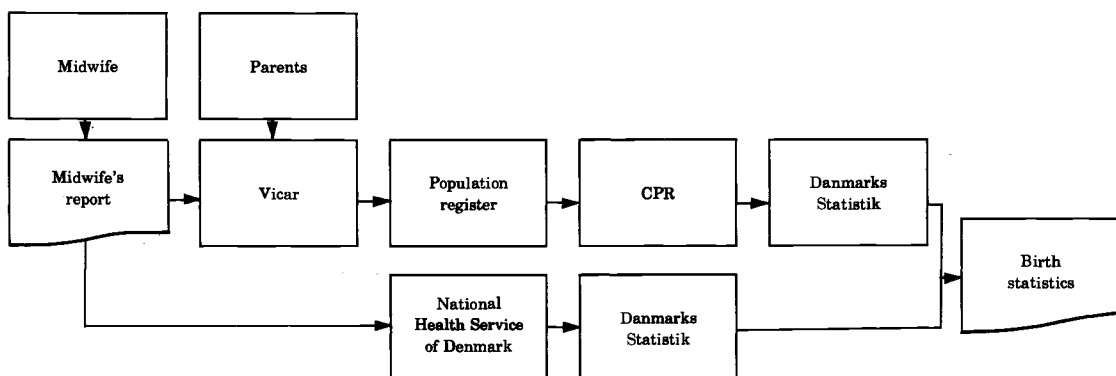 Midwife
Parents
Midwife's
report
Vicar
Population
register
CPR
Danmarks
Statistik
Birth
statistics
National
Health Service
of Denmark
Danmarks
Statistik